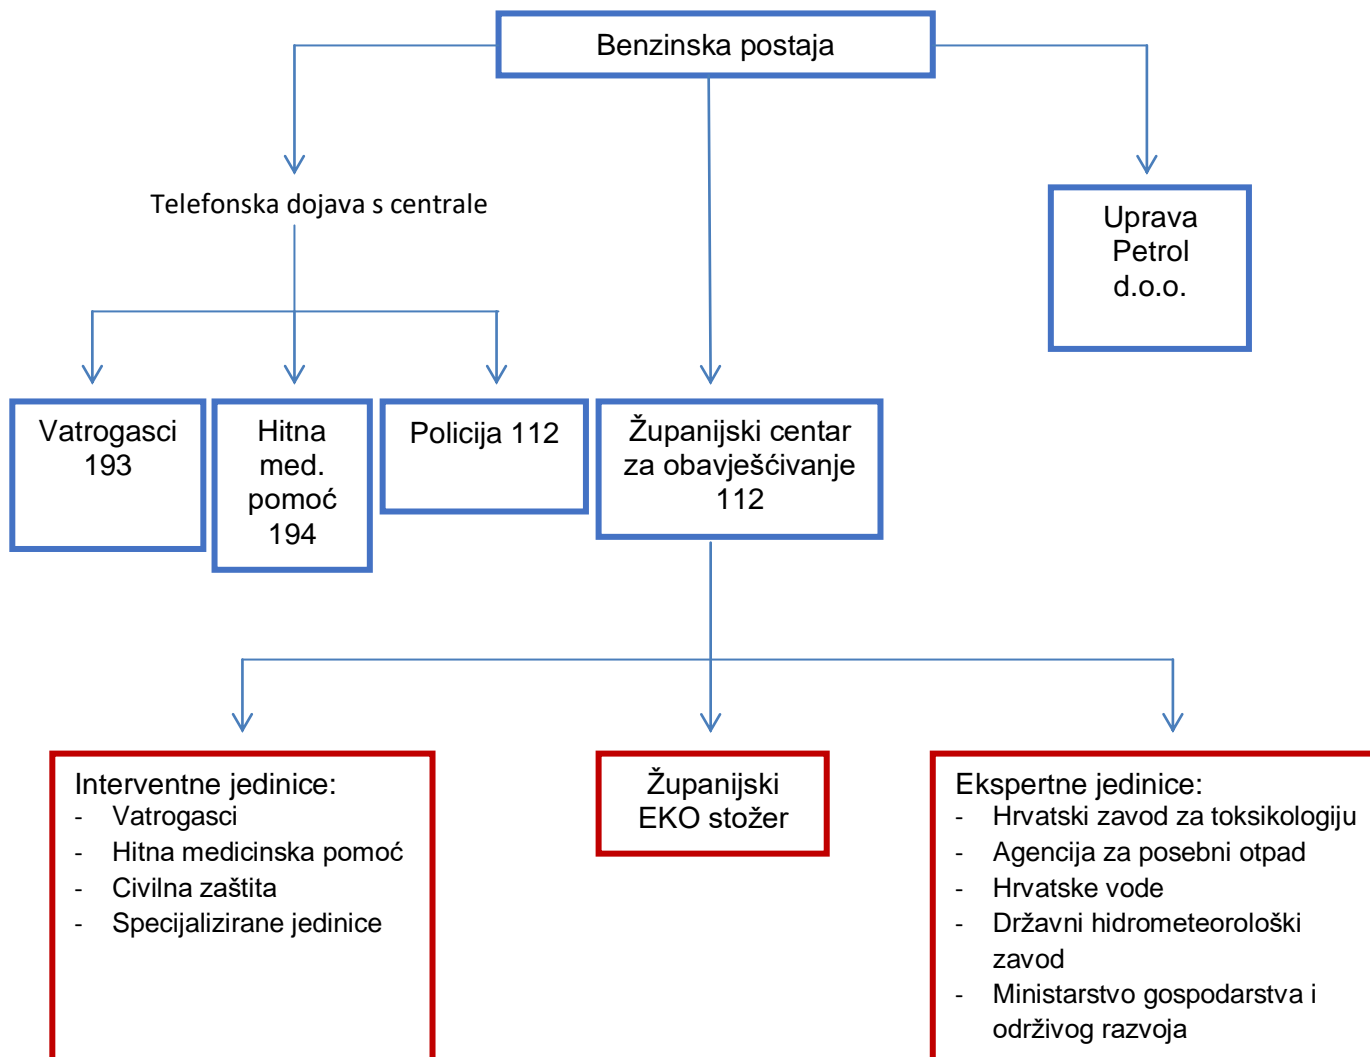 Benzinska postaja
Telefonska dojava s centrale
Uprava
Petrol
d.o.o.
Vatrogasci
193
Hitna
med.
pomoć
194
Policija 112
Županijski centar
za obavješćivanje
112
Interventne jedinice:
- Vatrogasci
- Hitna medicinska pomoć
- Civilna zaštita
- Specijalizirane jedinice
Županijski
EKO stožer
Ekspertne jedinice:
- Hrvatski zavod za toksikologiju
- Agencija za posebni otpad
- Hrvatske vode
- Državni hidrometeorološki
zavod
- Ministarstvo gospodarstva i
održivog razvoja